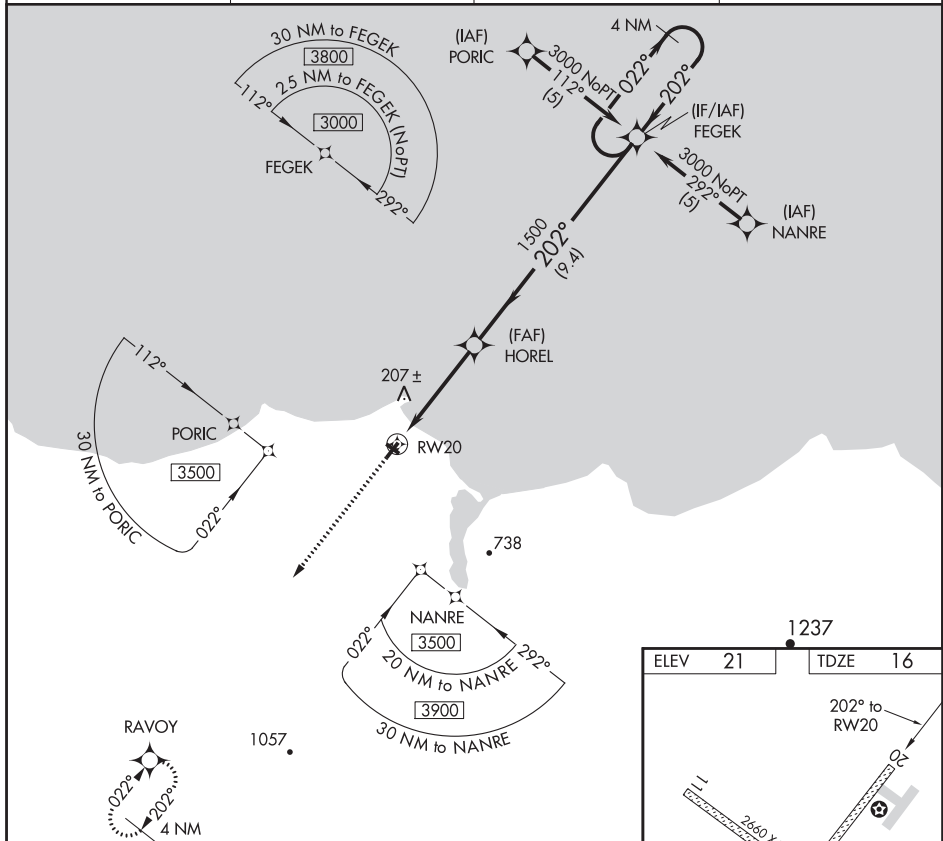 30 NM to FEGEK
3800
25 NM to FEGEK (NoPT)
3000
112°
FEGEK
292°
(IAF)
PORIC
3000 NoPT
112°
(5)
4 NM
022°
202°
(IF/IAF)
FEGEK
3000 NoPT
292°
(5)
(IAF)
NANRE
1500
202°
(9.4)
(FAF)
HOREL
207 ±
RW20
112°
PORIC
3500
022°
30 NM to PORIC
738
NANRE
3500
022°
292°
20 NM to NANRE
3900
30 NM to NANRE
1237
RAVOY
022°
202°
4 NM
1057
ELEV 21
TDZE 16
202° to
RW20
20
11
2660 X